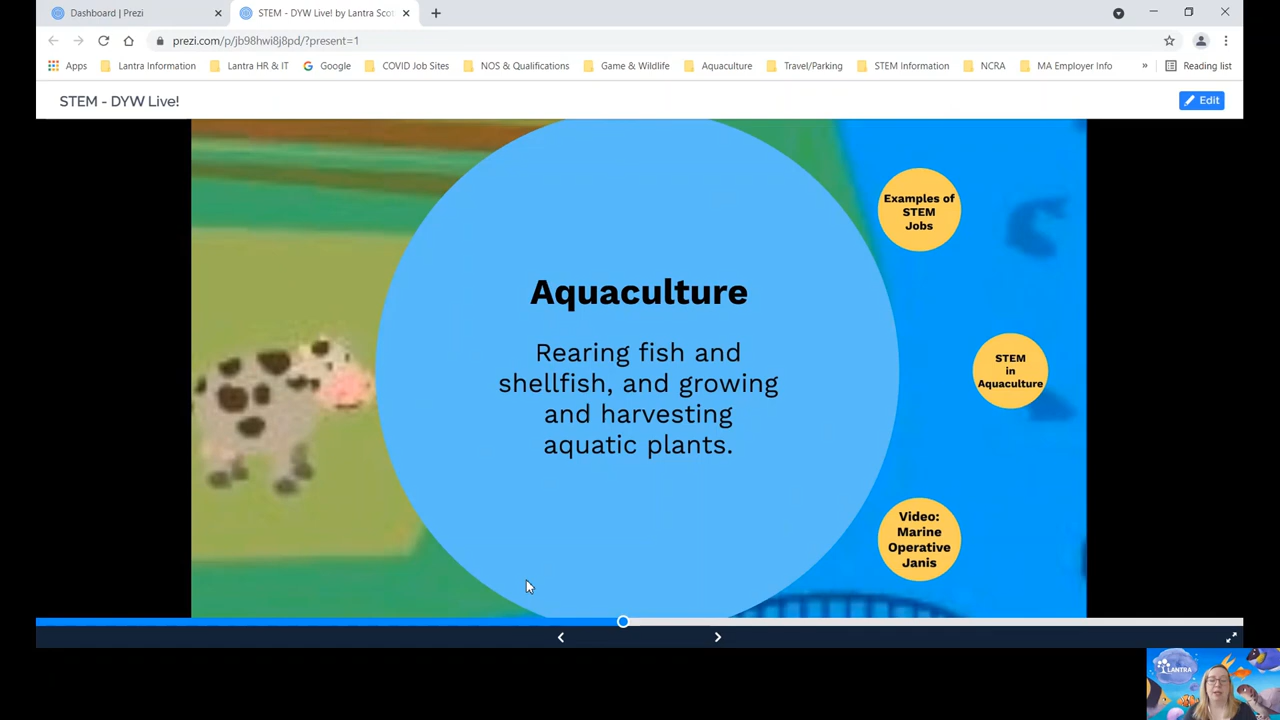 Dashboard | Prezi
STEM - DYW Live! by Lantra Scot
prezi.com/p/jb98hwi8j8pd/?present=1
Apps
Lantra Information
Lantra HR & IT
Google
COVID Job Sites
NOS & Qualifications
Game & Wildlife
Aquaculture
Travel/Parking
STEM Information
NCRA
MA Employer Info
»
Reading list
STEM - DYW Live!
Edit
Examples of
STEM
Jobs
Aquaculture
Rearing fish and
shellfish, and growing
and harvesting
aquatic plants.
STEM
in
Aquaculture
Video:
Marine
Operative
Janis
LANTRA